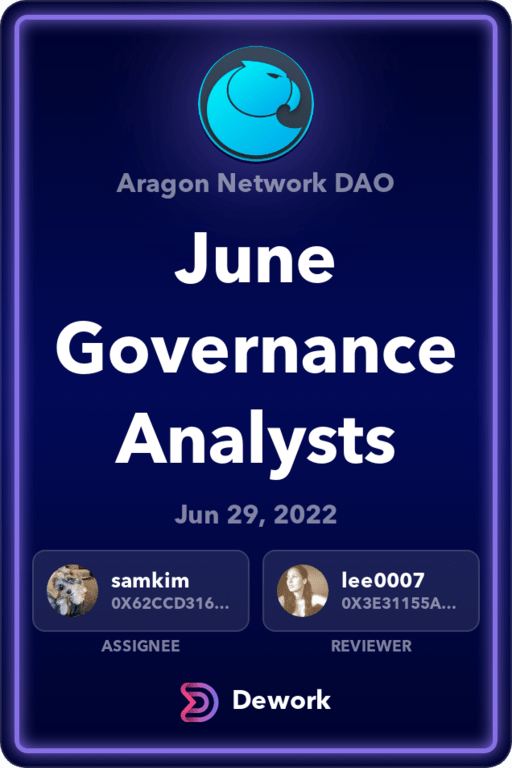 Aragon Network DAO
June
Governance
Analysts
Jun 29, 2022
samkim
0X62CCD316...
lee0007
0X3E31155A...
ASSIGNEE
REVIEWER
Dework